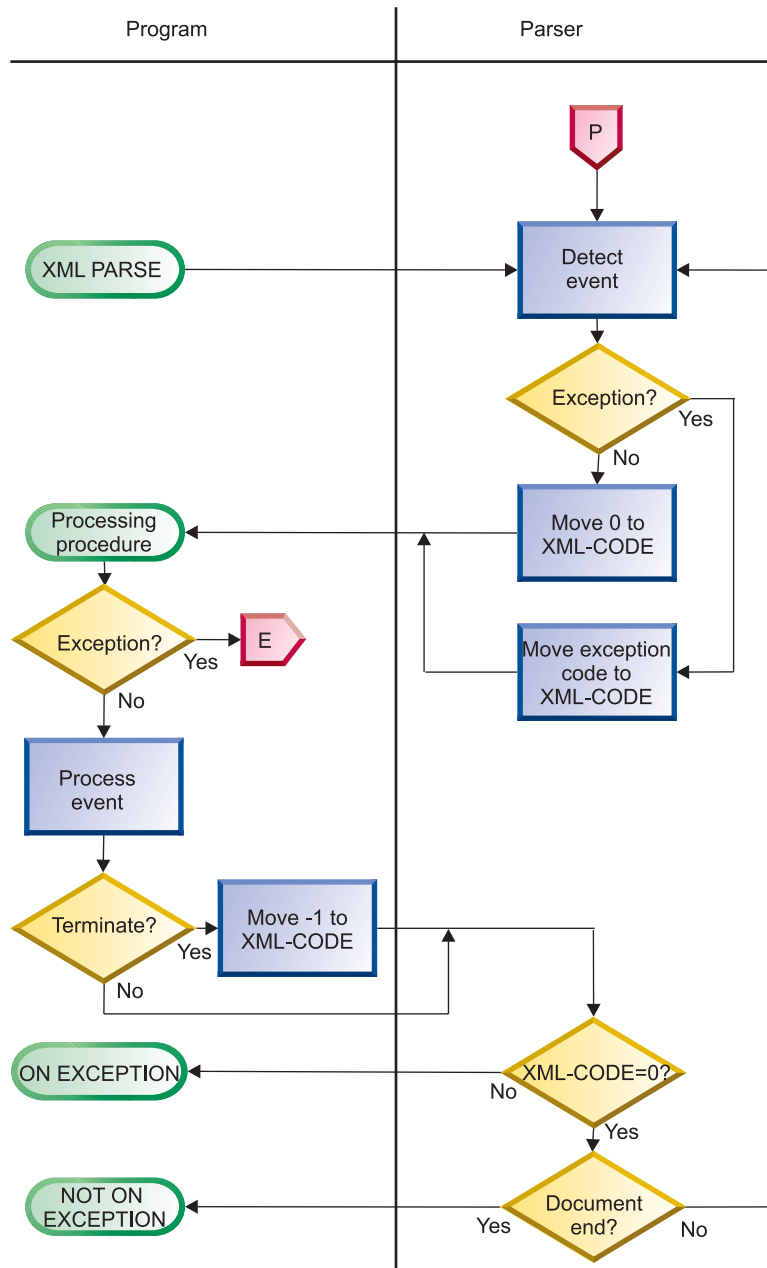 Program
Parser
P
XML PARSE
Detect
event
Exception?
Yes
No
Processing
procedure
Move 0 to
XML-CODE
Exception?
Yes
E
No
Move exception
code to
XML-CODE
Process
event
Terminate?
Yes
Move -1 to
XML-CODE
No
ON EXCEPTION
XML-CODE=0?
No
Yes
NOT ON
EXCEPTION
Yes
Document
end?
No